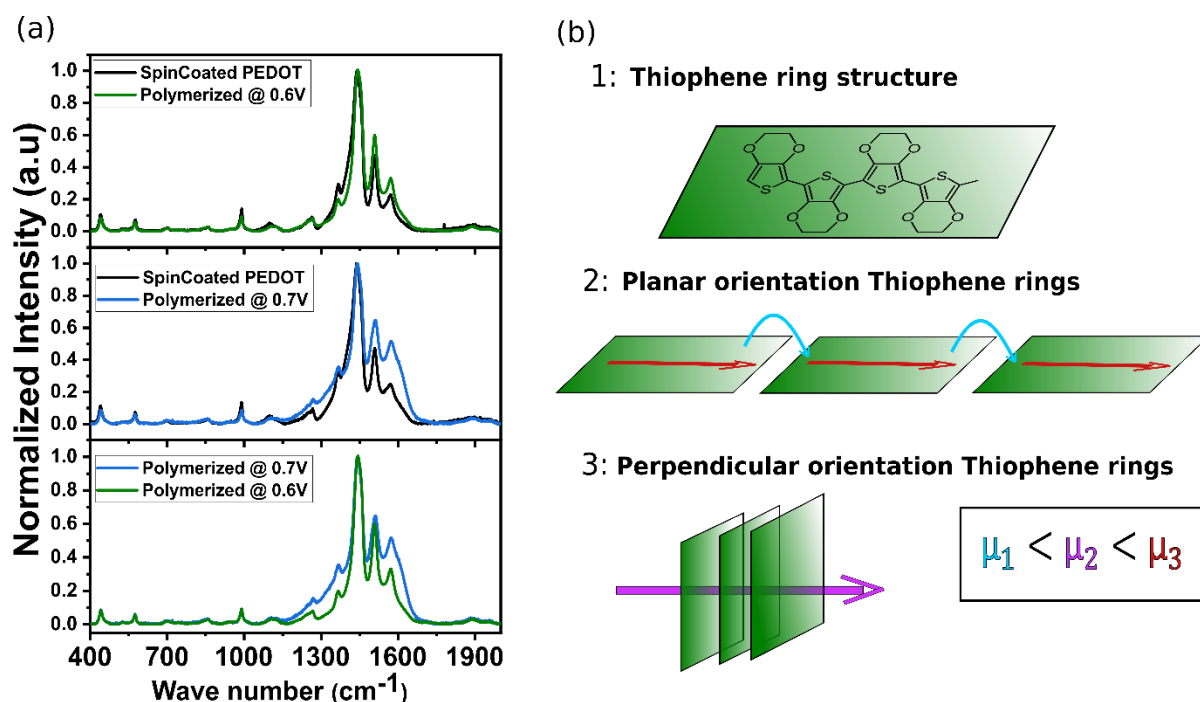 (a)
Normalized Intensity (a.u)
1.0
0.8
0.6
0.4
0.2
0.0
SpinCoated PEDOT
Polymerized @ 0.6V
1.0
0.8
0.6
0.4
0.2
0.0
SpinCoated PEDOT
Polymerized @ 0.7V
1.0
0.8
0.6
0.4
0.2
0.0
Polymerized @ 0.7V
Polymerized @ 0.6V
400 700 1000 1300 1600 1900
Wave number (cm⁻¹)
(b)
1: Thiophene ring structure
O O S O O
S S S
O O O O
2: Planar orientation Thiophene rings
3: Perpendicular orientation Thiophene rings
μ₁ < μ₂ < μ₃